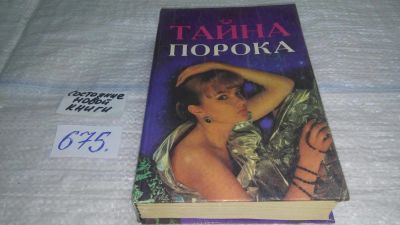 ТАЙНА
ПОРОКА
состояние
новой
книги
675.